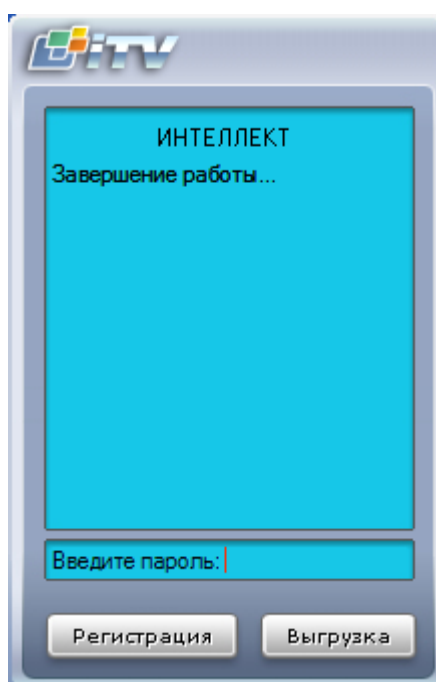 iTV
ИНТЕЛЛЕКТ
Завершение работы...
Введите пароль:
Регистрация
Выгрузка